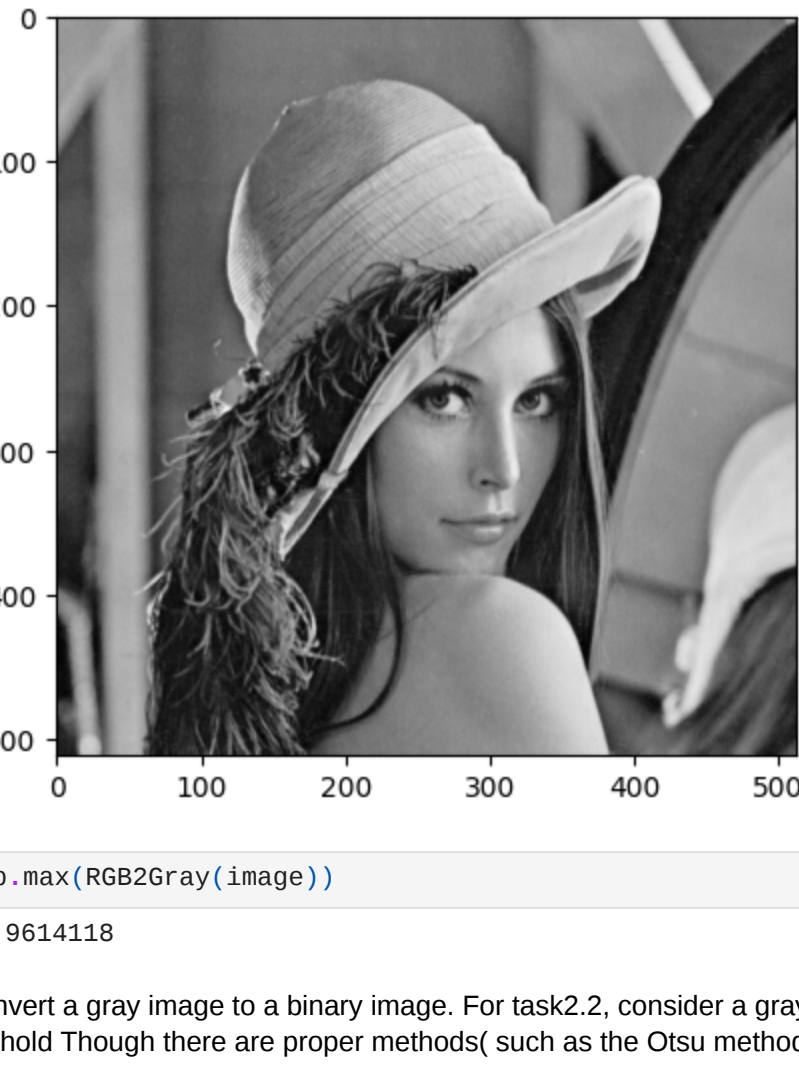 0
100
200
300
400
500
0 100 200 300 400 500
p.max(RGB2Gray(image))
9614118
nvert a gray image to a binary image. For task2.2, consider a gray
hold Though there are proper methods( such as the Otsu method